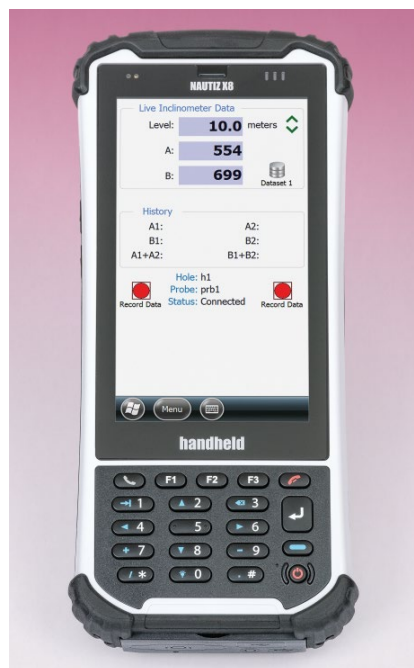 NAUTIZ X8
Live Inclinometer Data
Level: 10.0 meters
A: 554
B: 699
Dataset 1
History
A1: A2:
B1: B2:
A1+A2: B1+B2:
Hole: h1
Probe: prb1
Status: Connected
Record Data Record Data
Menu
handheld
F1 F2 F3
1 2 3
4 5 6
+ 7 8 - 9
/ * 0 . #